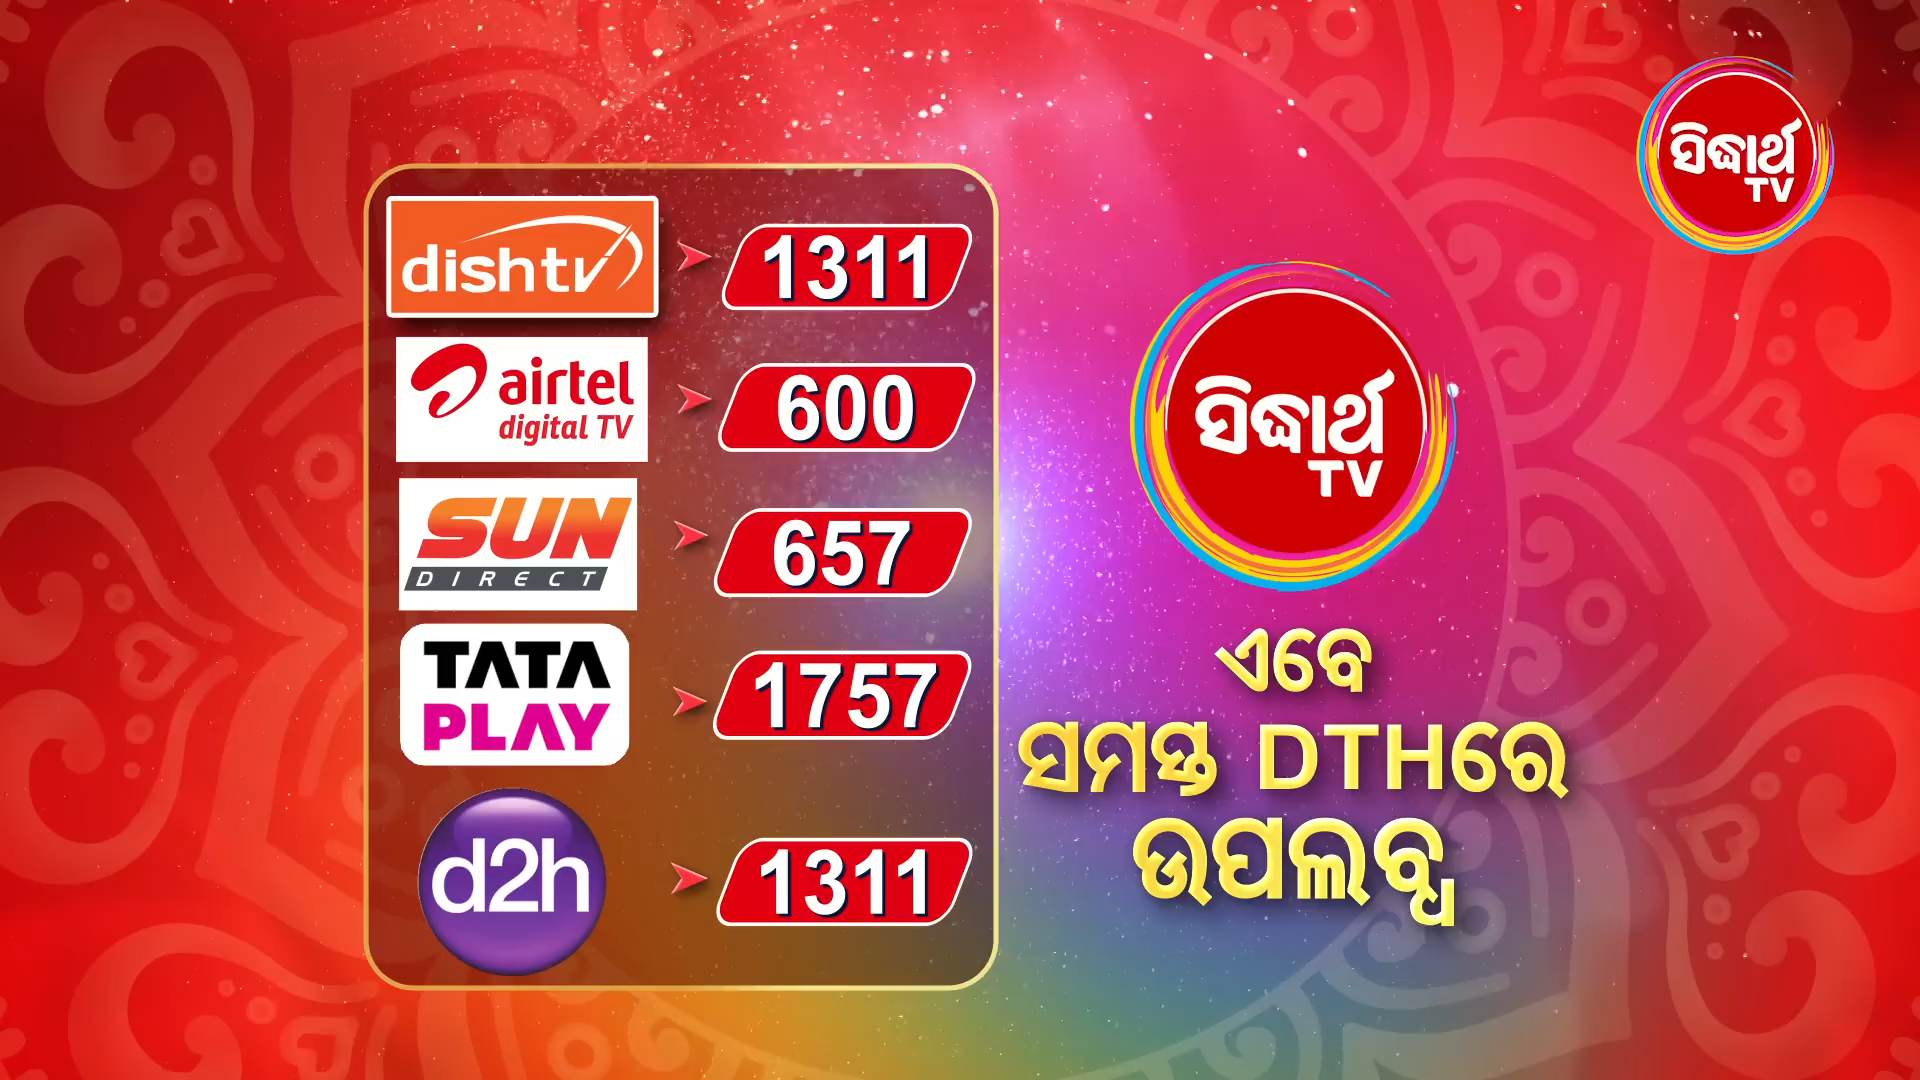 ସିଦ୍ଧାର୍ଥ
TV
dishtv
1311
airtel
digital TV
600
SUN
DIRECT
657
TATA
PLAY
1757
d2h
1311
ସିଦ୍ଧାର୍ଥ
TV
ଏବେ
ସମସ୍ତ DTHରେ
ଉପଲବ୍ଧ